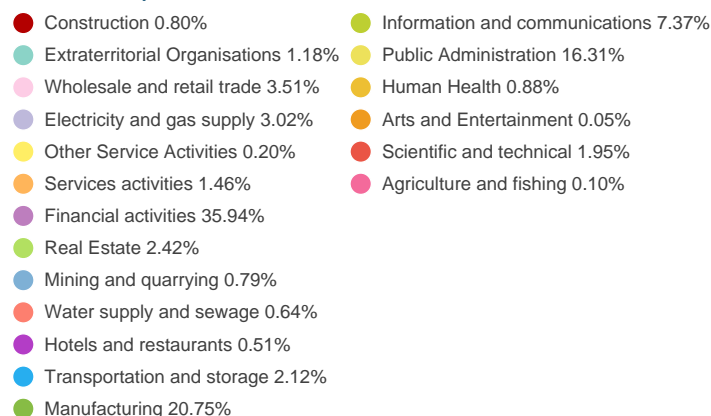 Construction 0.80%
Extraterritorial Organisations 1.18%
Wholesale and retail trade 3.51%
Electricity and gas supply 3.02%
Other Service Activities 0.20%
Services activities 1.46%
Financial activities 35.94%
Real Estate 2.42%
Mining and quarrying 0.79%
Water supply and sewage 0.64%
Hotels and restaurants 0.51%
Transportation and storage 2.12%
Manufacturing 20.75%
Information and communications 7.37%
Public Administration 16.31%
Human Health 0.88%
Arts and Entertainment 0.05%
Scientific and technical 1.95%
Agriculture and fishing 0.10%